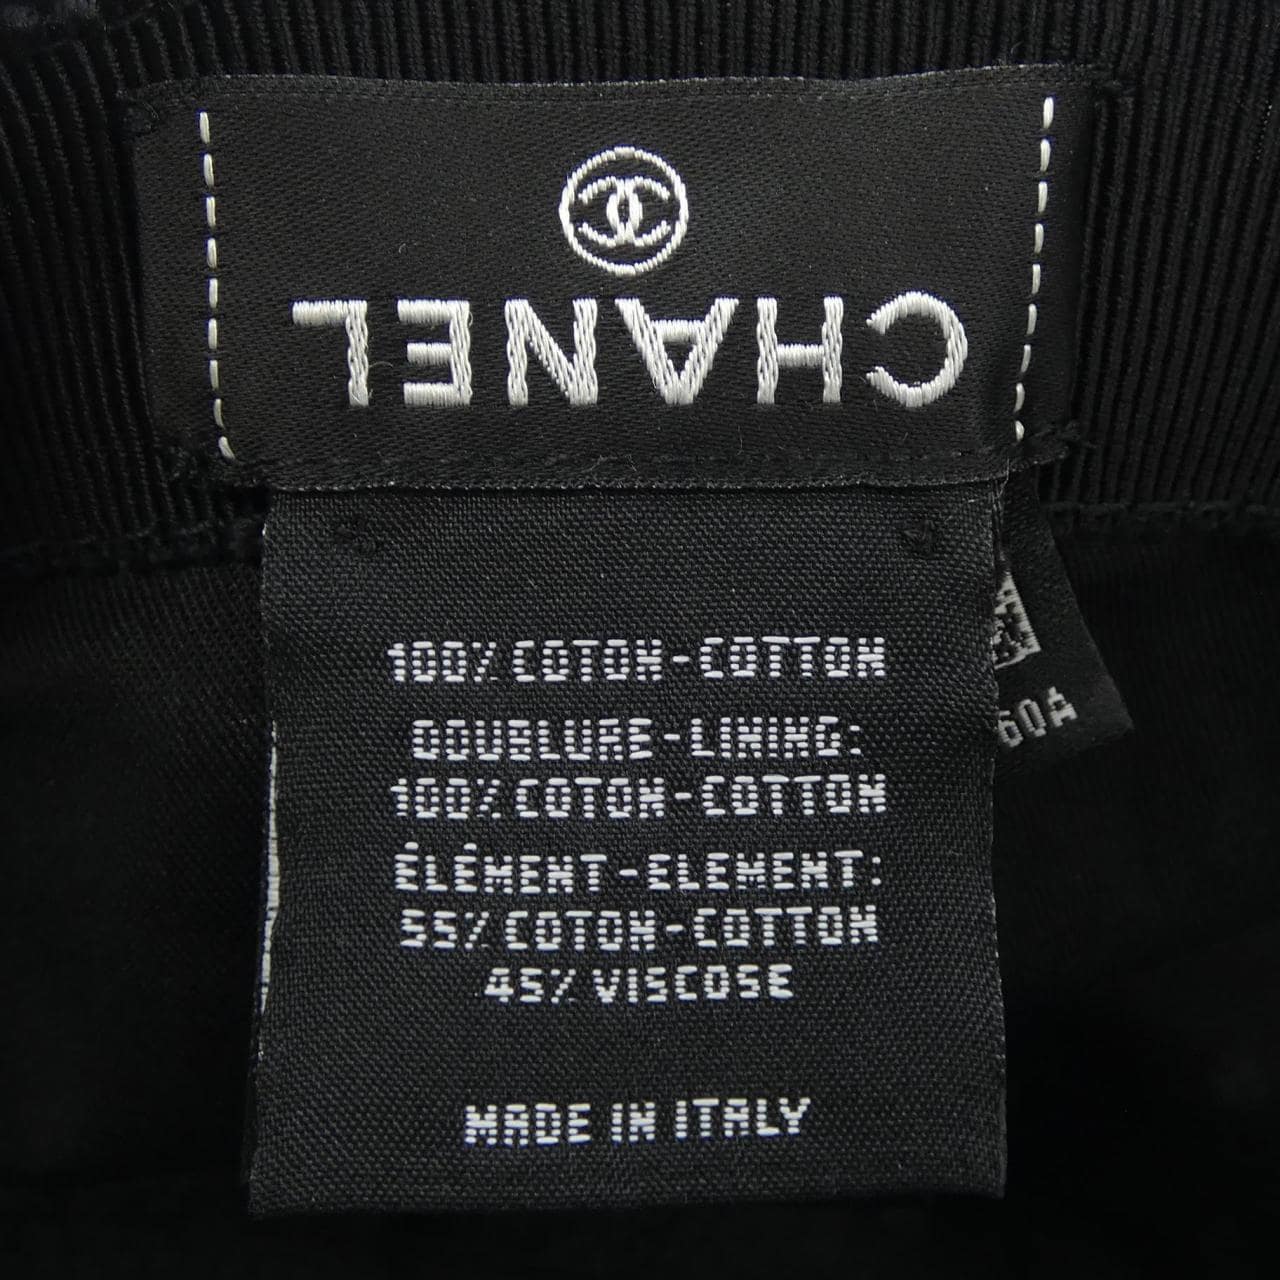 CHANEL
100% COTON-COTTON
DOUBLURE-LINING:
100% COTON-COTTON
ÉLÉMENT-ELEMENT:
55% COTON-COTTON
45% VISCOSE
MADE IN ITALY
60A